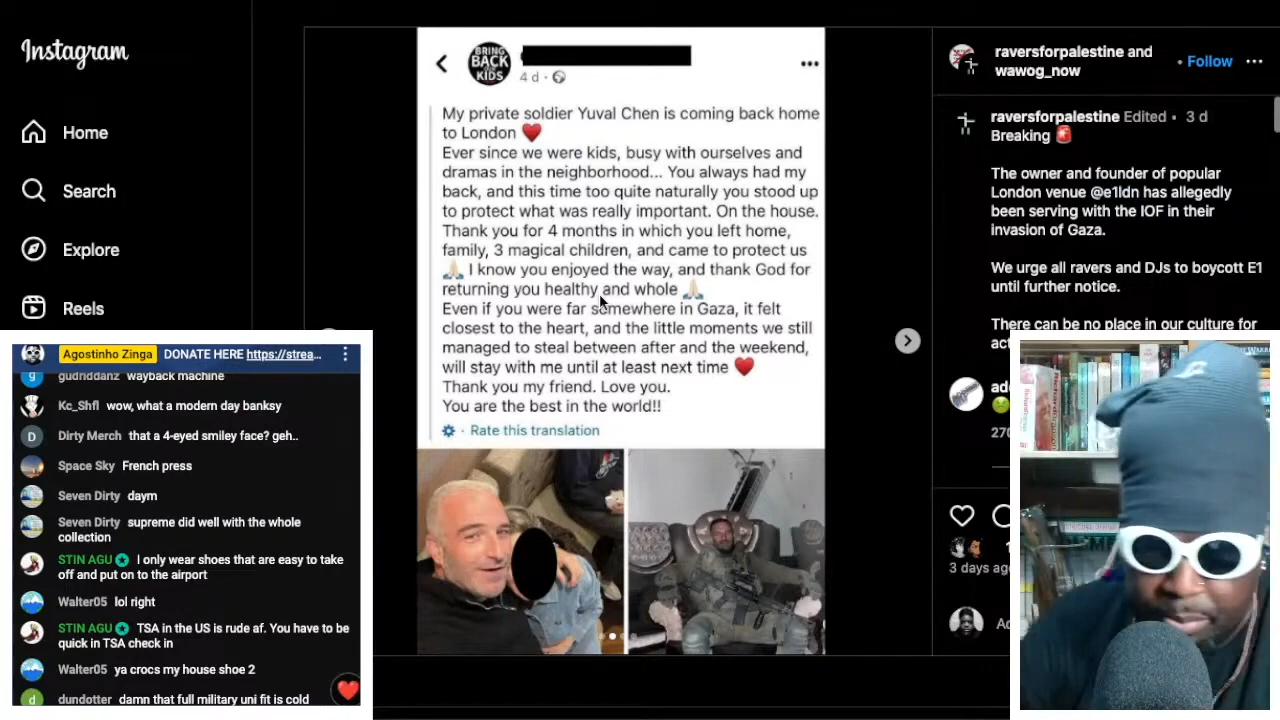 Instagram
Home
Search
Explore
Reels
BRING
BACK
KIDS
4 d
My private soldier Yuval Chen is coming back home
to London ❤️
Ever since we were kids, busy with ourselves and
dramas in the neighborhood... You always had my
back, and this time too quite naturally you stood up
to protect what was really important. On the house.
Thank you for 4 months in which you left home,
family, 3 magical children, and came to protect us
🙏🏻 I know you enjoyed the way, and thank God for
returning you healthy and whole 🙏🏻
Even if you were far somewhere in Gaza, it felt
closest to the heart, and the little moments we still
managed to steal between after and the weekend,
will stay with me until at least next time ❤️
Thank you my friend. Love you.
You are the best in the world!!
· Rate this translation
raversforpalestine and
wawog_now
• Follow
raversforpalestine Edited • 3 d
Breaking 🚨
The owner and founder of popular
London venue @e1ldn has allegedly
been serving with the IOF in their
invasion of Gaza.
We urge all ravers and DJs to boycott E1
until further notice.
There can be no place in our culture for
3 days ago
Agostinho Zinga DONATE HERE https://strea...
gudriddanz wayback machine
Kc_Shfl wow, what a modern day banksy
Dirty Merch that a 4-eyed smiley face? geh..
Space Sky French press
Seven Dirty daym
Seven Dirty supreme did well with the whole
collection
STIN AGU I only wear shoes that are easy to take
off and put on to the airport
Walter05 lol right
STIN AGU TSA in the US is rude af. You have to be
quick in TSA check in
Walter05 ya crocs my house shoe 2
dundotter damn that full military uni fit is cold